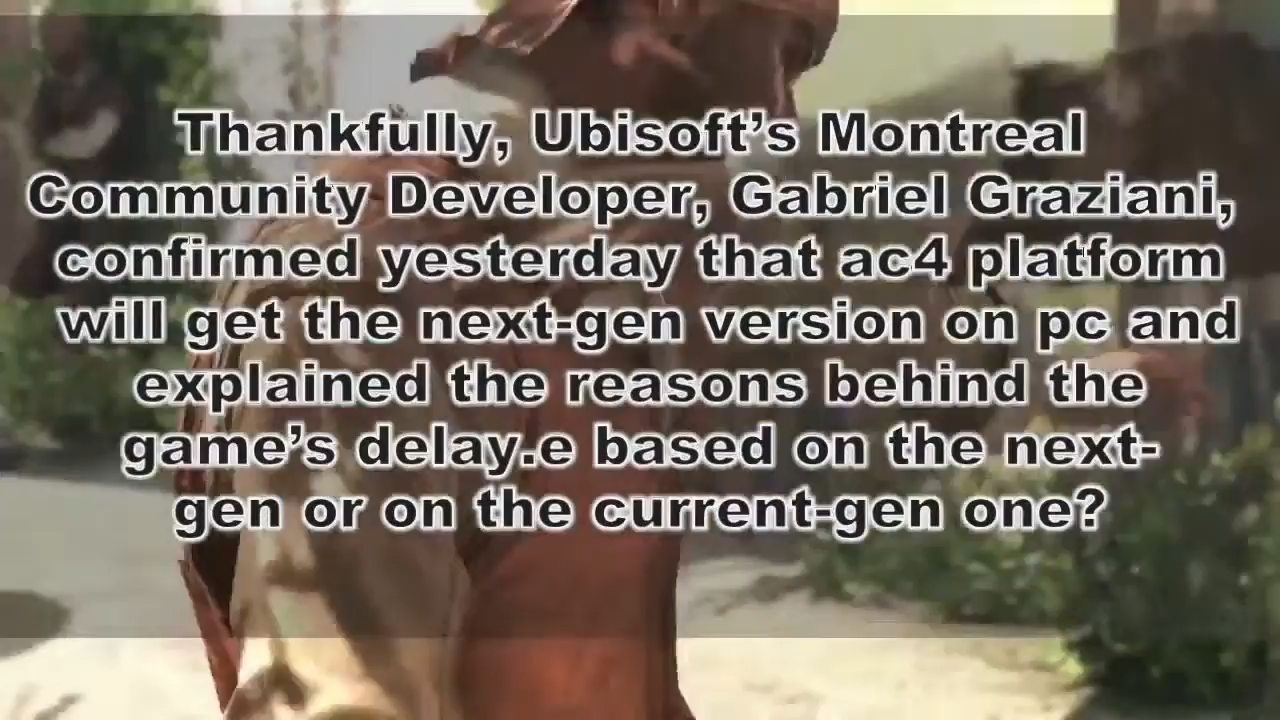 Thankfully, Ubisoft’s Montreal
Community Developer, Gabriel Graziani,
confirmed yesterday that ac4 platform
will get the next-gen version on pc and
explained the reasons behind the
game’s delay.e based on the next-
gen or on the current-gen one?